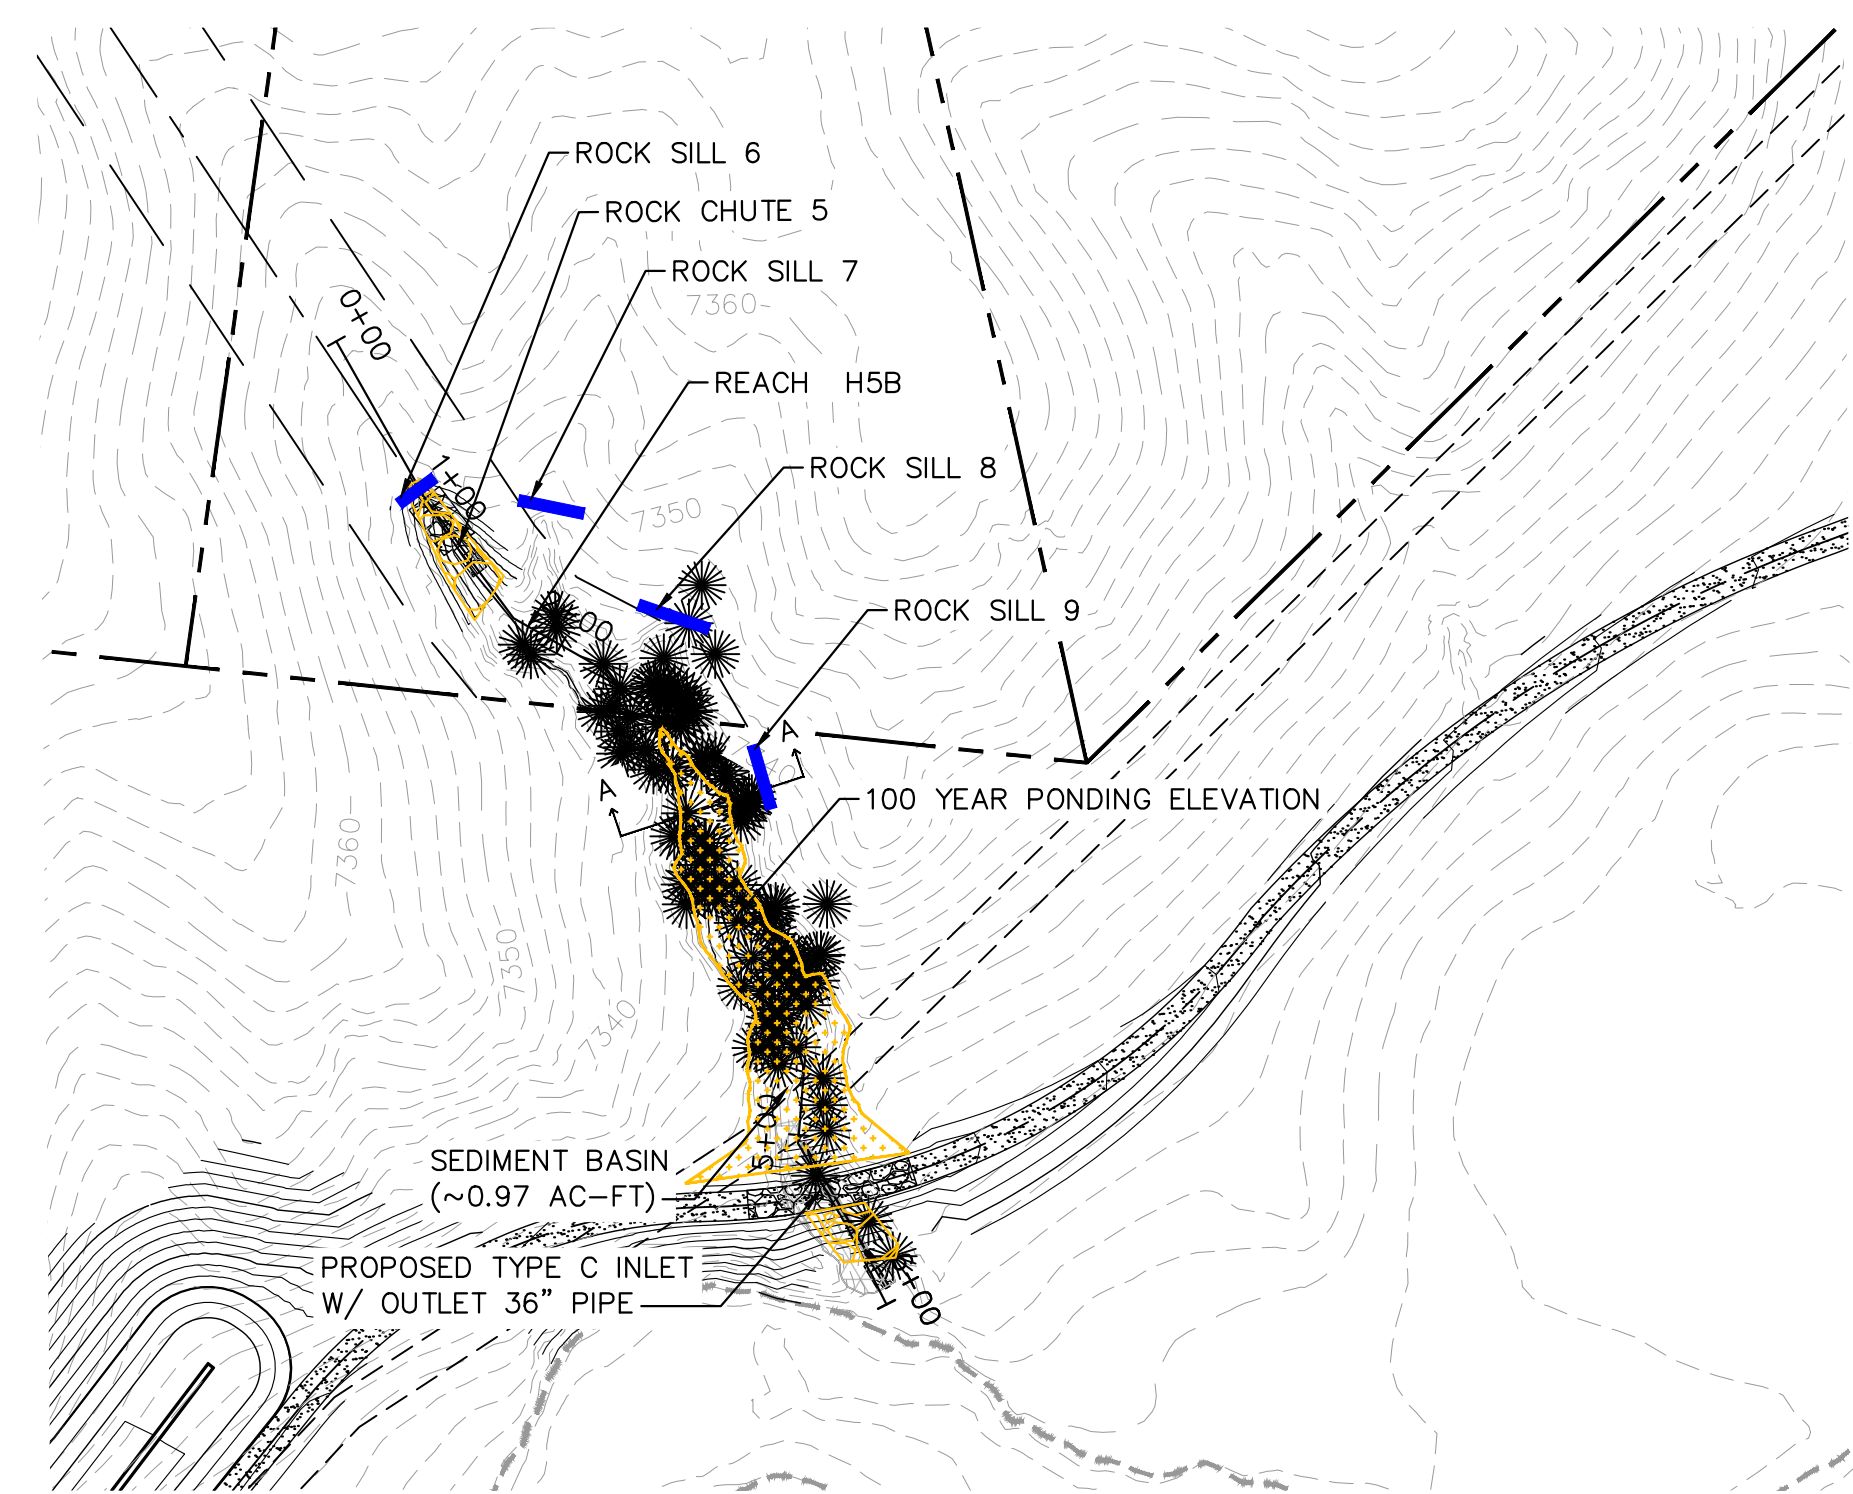 ROCK SILL 6
ROCK CHUTE 5
ROCK SILL 7
7360
0+00
REACH H5B
1+00
ROCK SILL 8
7350
ROCK SILL 9
A
A
100 YEAR PONDING ELEVATION
7360
7350
7340
5+00
SEDIMENT BASIN
(~0.97 AC-FT)
PROPOSED TYPE C INLET
W/ OUTLET 36" PIPE